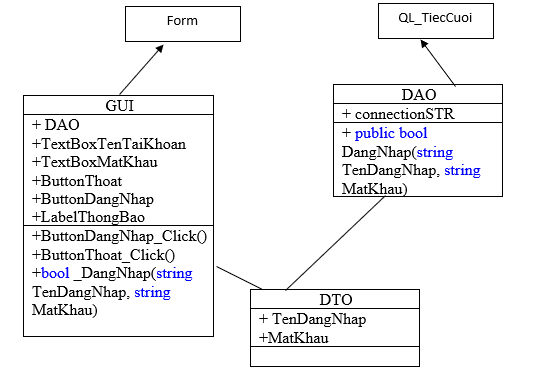 Form
QL_TiecCuoi
GUI
+ DAO
+TextBoxTenTaiKhoan
+TextBoxMatKhau
+ButtonThoat
+ButtonDangNhap
+LabelThongBao
+ButtonDangNhap_Click()
+ButtonThoat_Click()
+bool _DangNhap(string
TenDangNhap, string
MatKhau)
DAO
+ connectionSTR
+ public bool
DangNhap(string
TenDangNhap, string
MatKhau)
DTO
+ TenDangNhap
+MatKhau